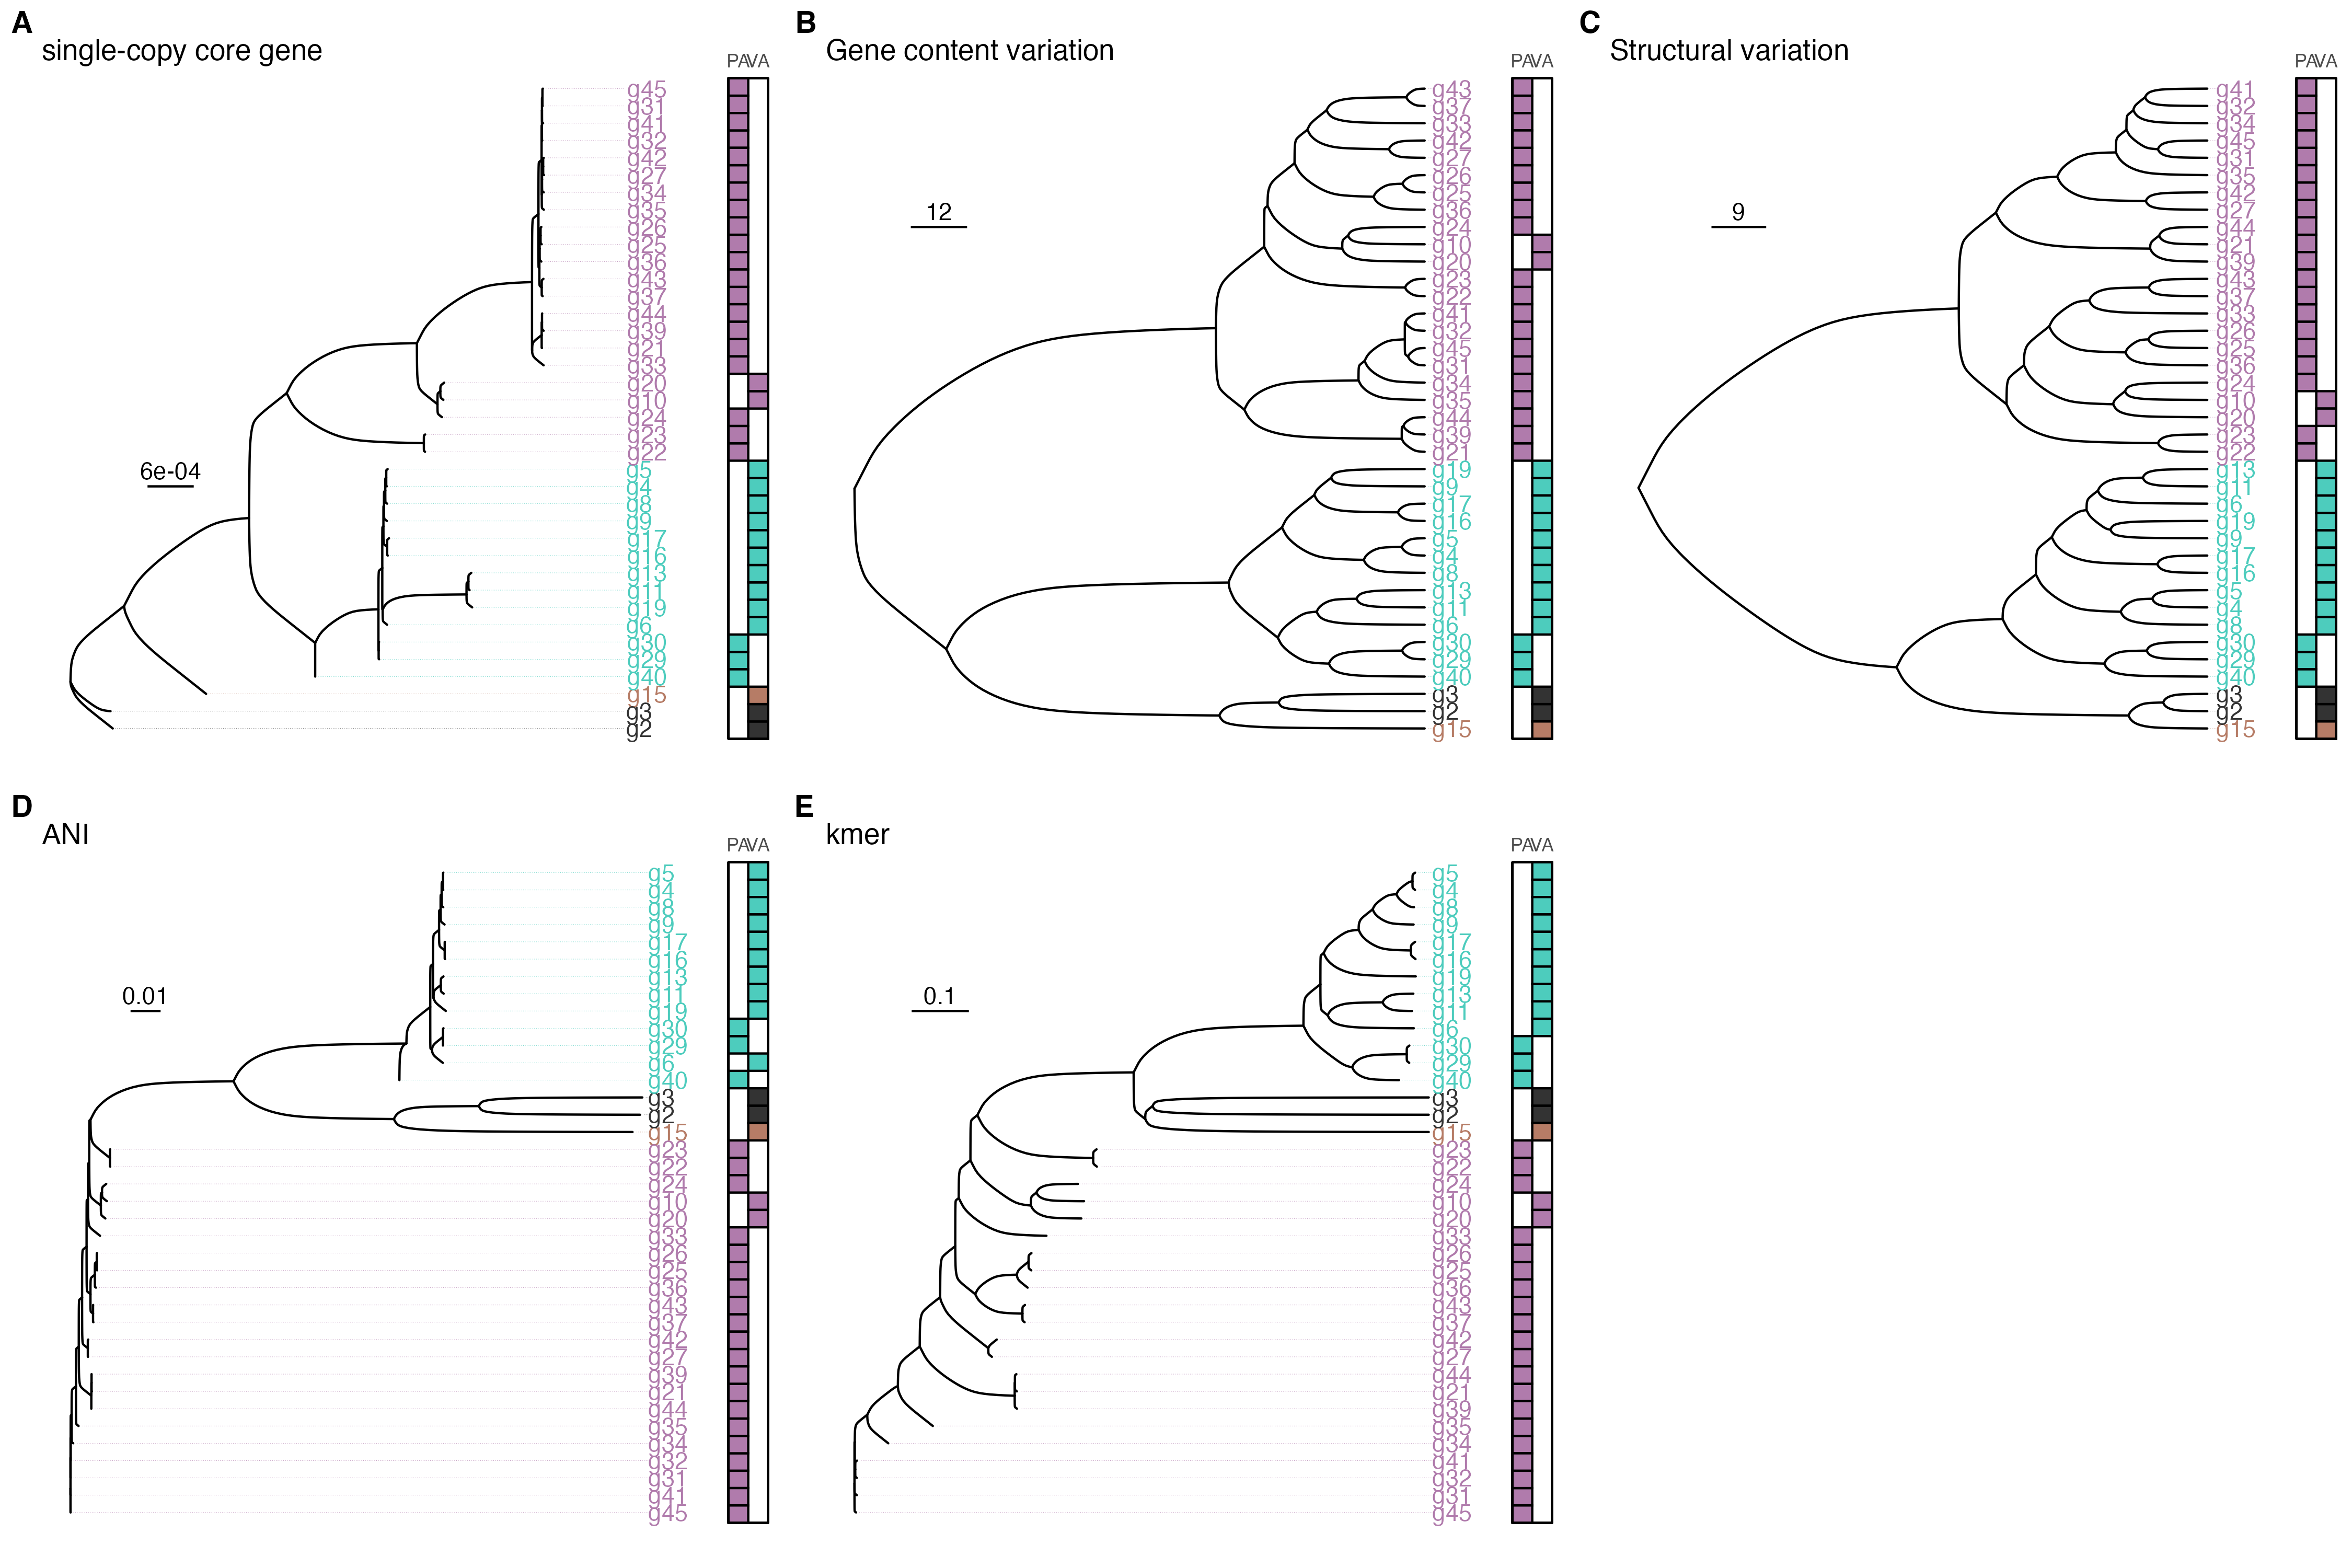 A
single-copy core gene
PA VA
g45
g31
g41
g32
g42
g27
g34
g35
g26
g25
g36
g43
g37
g44
g39
g21
g33
g20
g10
g24
g23
g22
g5
g4
g8
g9
g17
g16
g13
g11
g19
g6
g30
g29
g40
g15
g3
g2
6e-04
B
Gene content variation
PA VA
12
g43
g37
g33
g42
g27
g26
g25
g36
g24
g10
g20
g23
g22
g41
g32
g45
g31
g34
g35
g44
g39
g21
g19
g9
g17
g16
g5
g4
g8
g13
g11
g6
g30
g29
g40
g3
g2
g15
C
Structural variation
PA VA
9
g41
g32
g34
g45
g31
g35
g42
g27
g44
g21
g39
g43
g37
g33
g26
g25
g36
g24
g10
g20
g23
g22
g13
g11
g6
g19
g9
g17
g16
g5
g4
g8
g30
g29
g40
g3
g2
g15
D
ANI
PA VA
0.01
g5
g4
g8
g9
g17
g16
g13
g11
g19
g30
g29
g6
g40
g3
g2
g15
g23
g22
g24
g10
g20
g33
g26
g25
g36
g43
g37
g42
g27
g39
g21
g44
g35
g34
g32
g31
g41
g45
E
kmer
PA VA
0.1
g5
g4
g8
g9
g17
g16
g19
g13
g11
g6
g30
g29
g40
g3
g2
g15
g23
g22
g24
g10
g20
g33
g26
g25
g36
g43
g37
g42
g27
g44
g21
g39
g35
g34
g41
g32
g31
g45